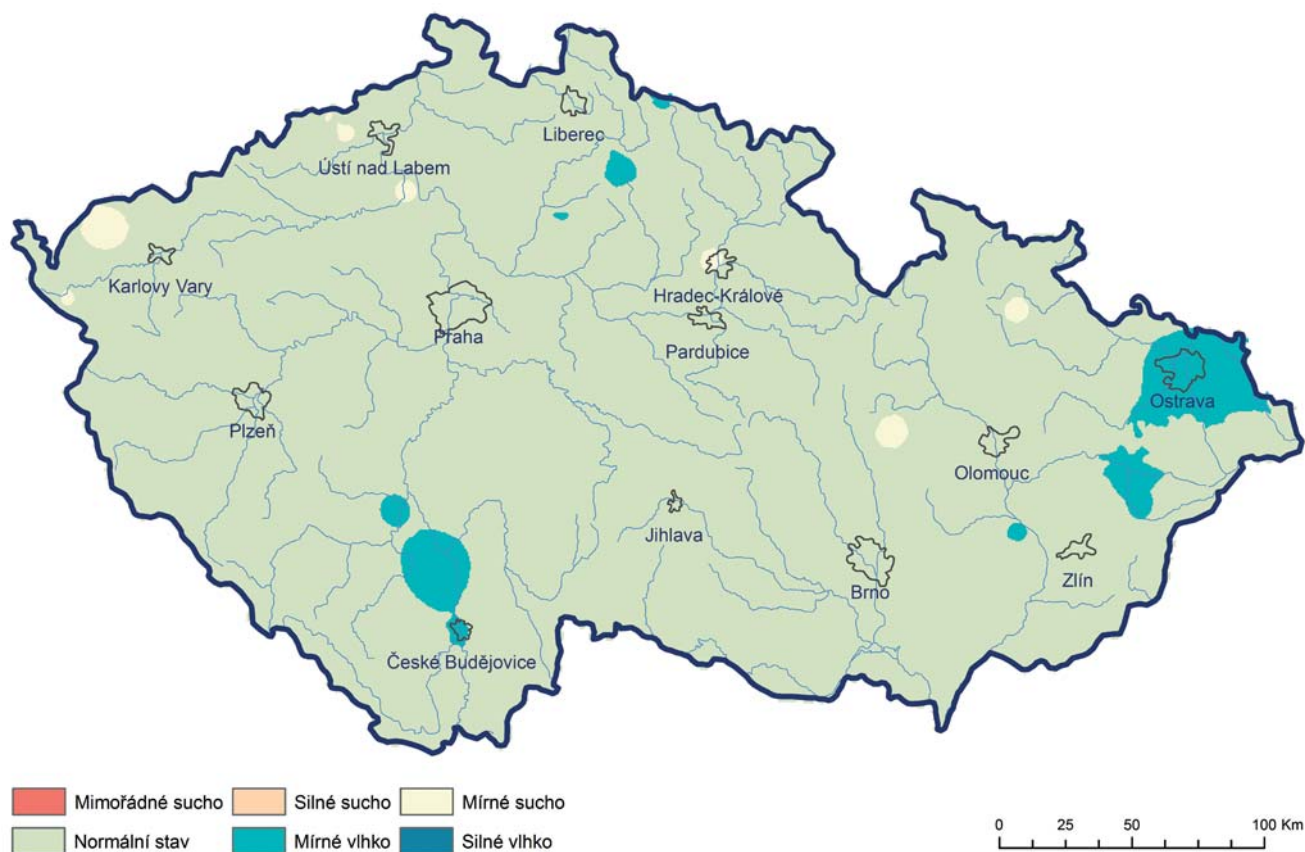 Liberec
Ústí nad Labem
Karlovy Vary
Hradec-Králové
Praha
Pardubice
Ostrava
Plzeň
Olomouc
Jihlava
Brno
Zlín
České Budějovice
Mimořádné sucho Silné sucho Mírné sucho
Normální stav Mírné vlhko Silné vlhko
0 25 50 100 Km